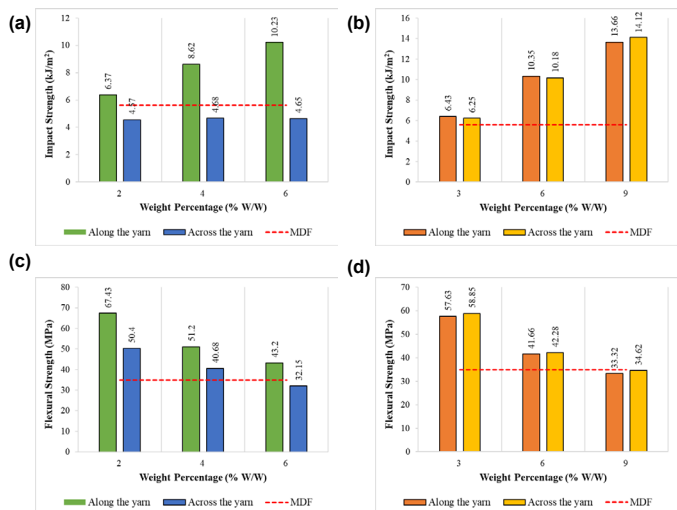 (a)
Impact Strength (kJ/m²)
12
10
8
6
4
2
0
6.37
4.57
8.62
4.68
10.23
4.65
2
4
6
Weight Percentage (% W/W)
Along the yarn
Across the yarn
MDF
(b)
Impact Strength (kJ/m²)
16
14
12
10
8
6
4
2
0
6.43
6.25
10.35
10.18
13.66
14.12
3
6
9
Weight Percentage (% W/W)
Along the yarn
Across the yarn
MDF
(c)
Flexural Strength (MPa)
80
70
60
50
40
30
20
10
0
67.43
50.4
51.2
40.68
43.2
32.15
2
4
6
Weight Percentage (% W/W)
Along the yarn
Across the yarn
MDF
(d)
Flexural Strength (MPa)
70
60
50
40
30
20
10
0
57.63
58.85
41.66
42.28
33.32
34.62
3
6
9
Weight Percentage (% W/W)
Along the yarn
Across the yarn
MDF